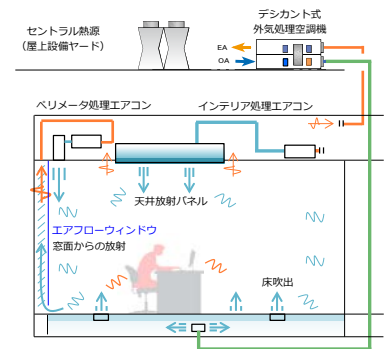 セントラル熱源
（屋上設備ヤード）
デシカント式
外気処理空調機
EA
OA
ペリメータ処理エアコン
インテリア処理エアコン
天井放射パネル
エアフローウィンドウ
窓面からの放射
床吹出